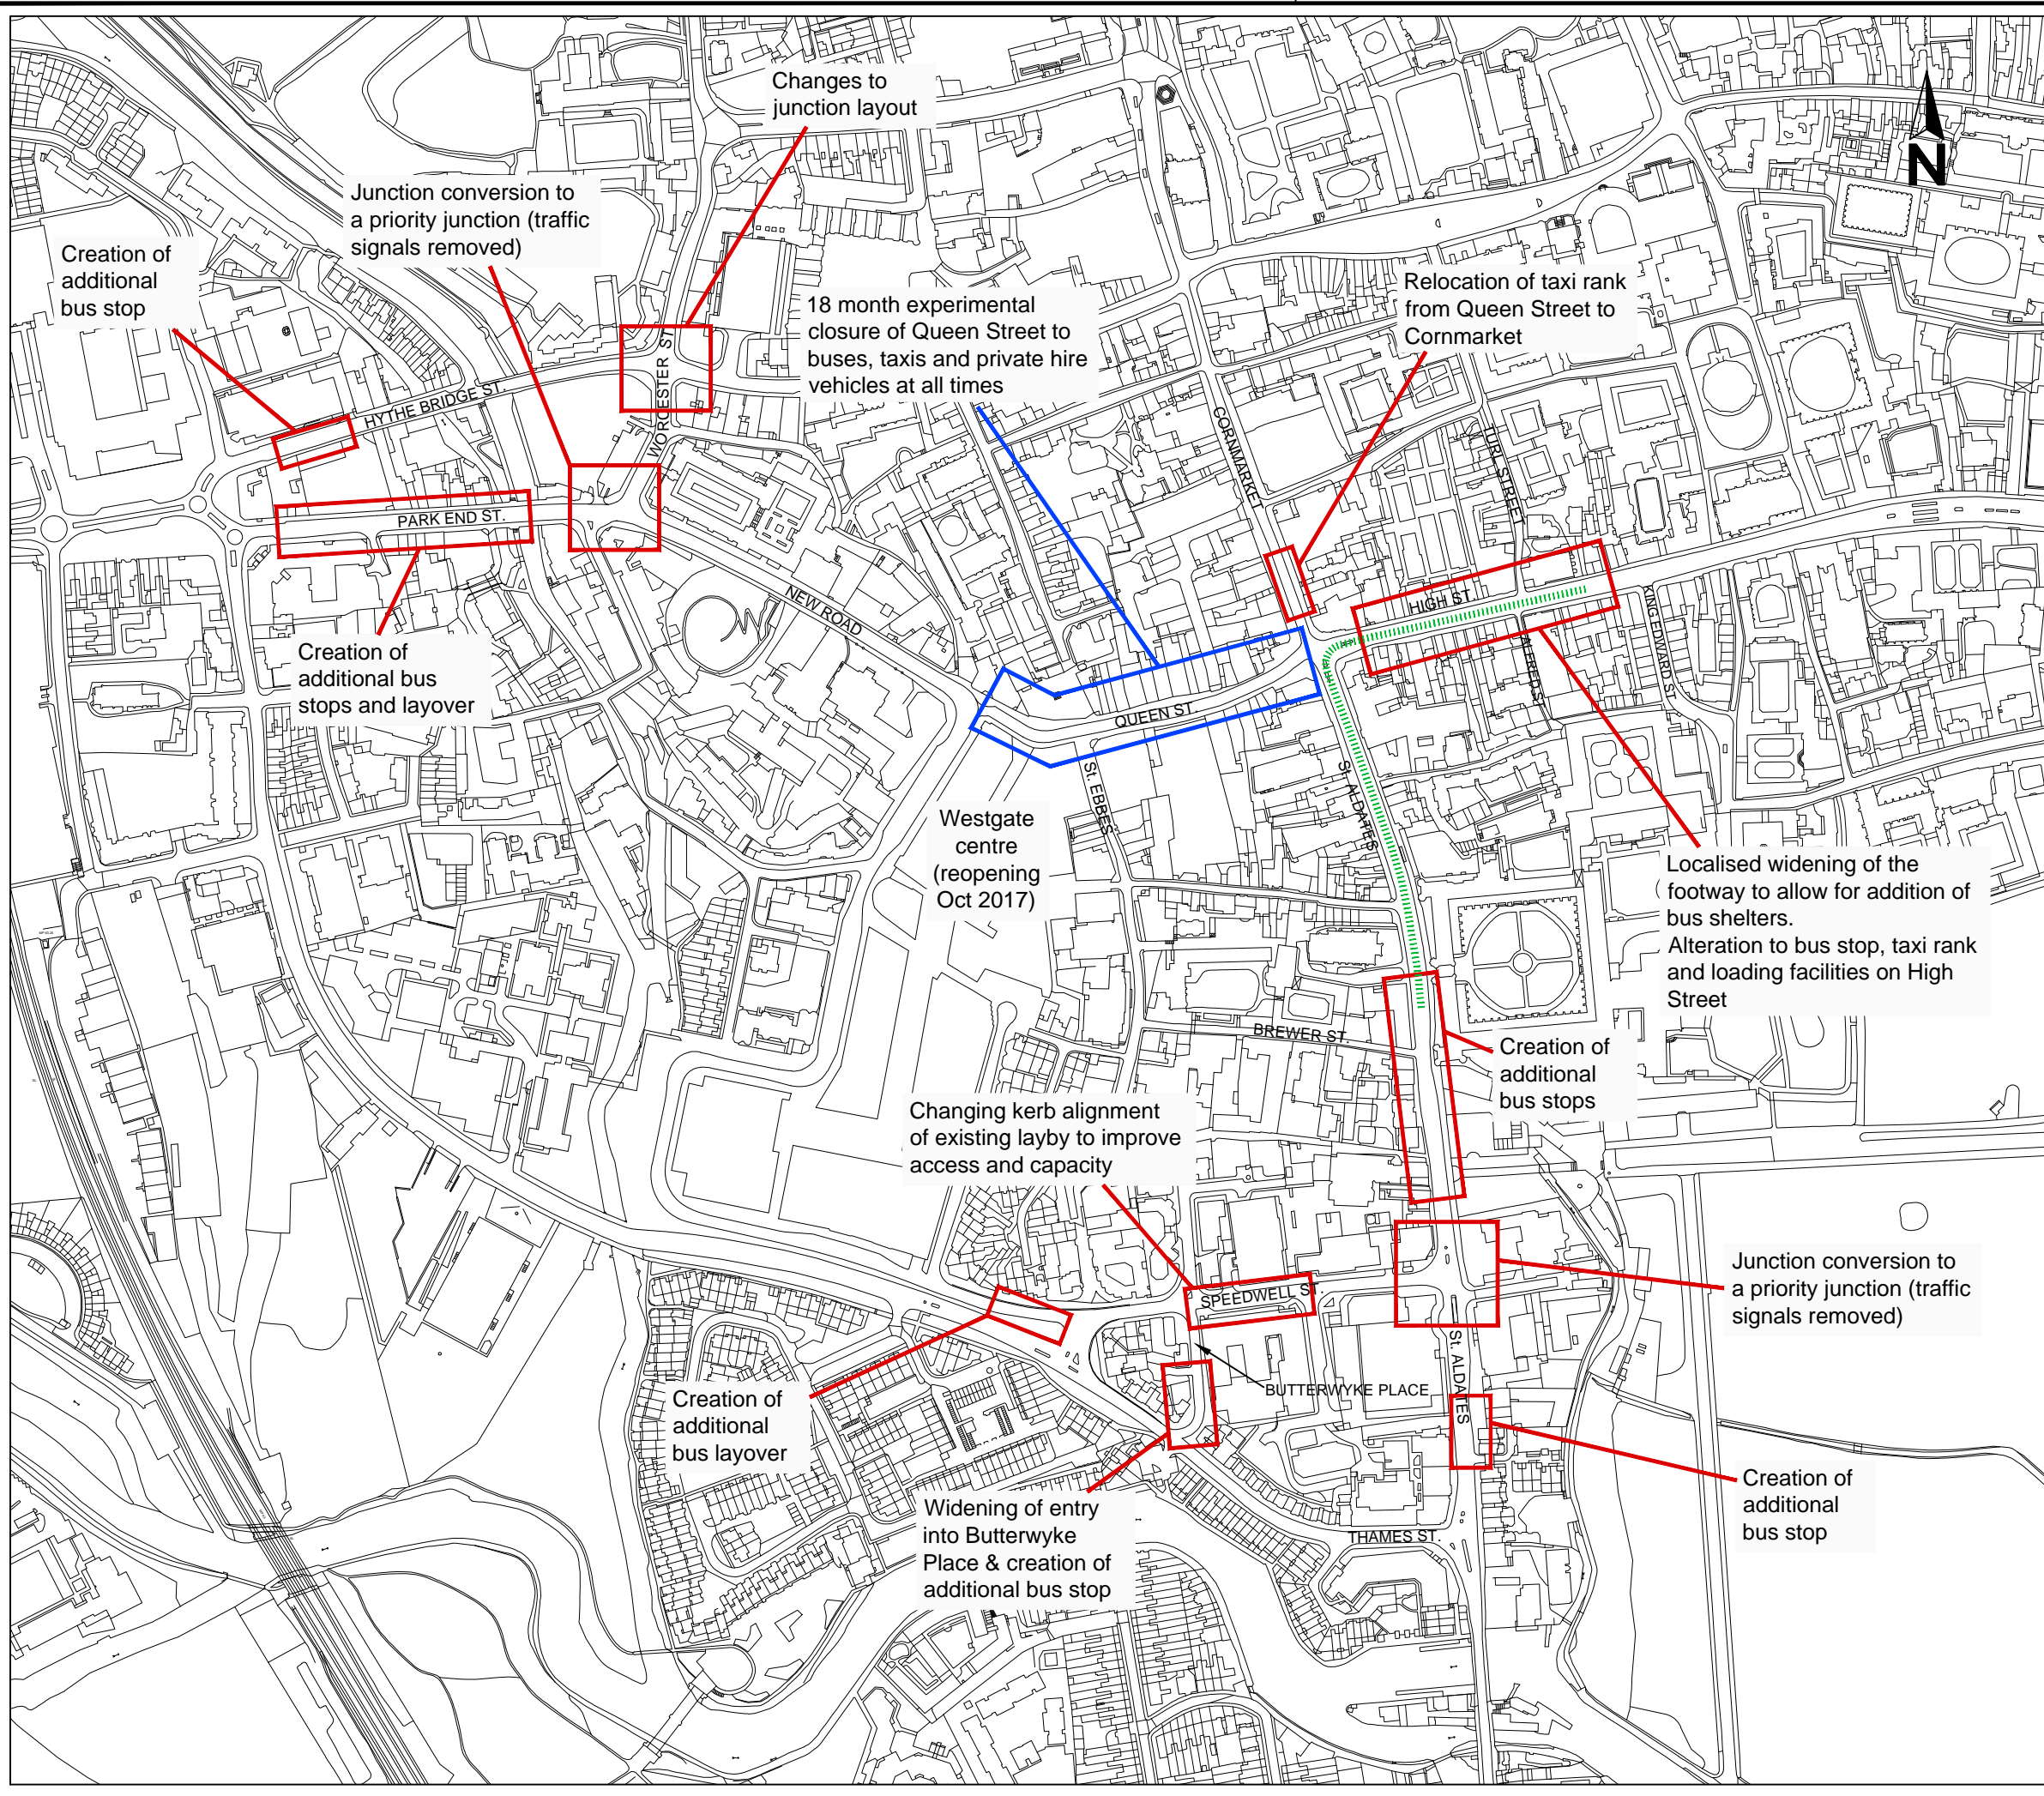 Changes to
junction layout
N
Junction conversion to
a priority junction (traffic
signals removed)
Creation of
additional
bus stop
18 month experimental
closure of Queen Street to
buses, taxis and private hire
vehicles at all times
Relocation of taxi rank
from Queen Street to
Cornmarket
HYTHE BRIDGE ST.
WORCESTER ST.
CORNMARKET
TURL STREET
PARK END ST.
NEW ROAD
HIGH ST.
KING EDWARD ST.
ALFRED ST.
Creation of
additional bus
stops and layover
QUEEN ST.
St. EBBES
St. ALDATES
Westgate
centre
(reopening
Oct 2017)
Localised widening of the
footway to allow for addition of
bus shelters.
Alteration to bus stop, taxi rank
and loading facilities on High
Street
BREWER ST.
Creation of
additional
bus stops
Changing kerb alignment
of existing layby to improve
access and capacity
Junction conversion to
a priority junction (traffic
signals removed)
SPEEDWELL ST.
St. ALDATES
BUTTERWYKE PLACE
Creation of
additional
bus layover
Creation of
additional
bus stop
Widening of entry
into Butterwyke
Place & creation of
additional bus stop
THAMES ST.